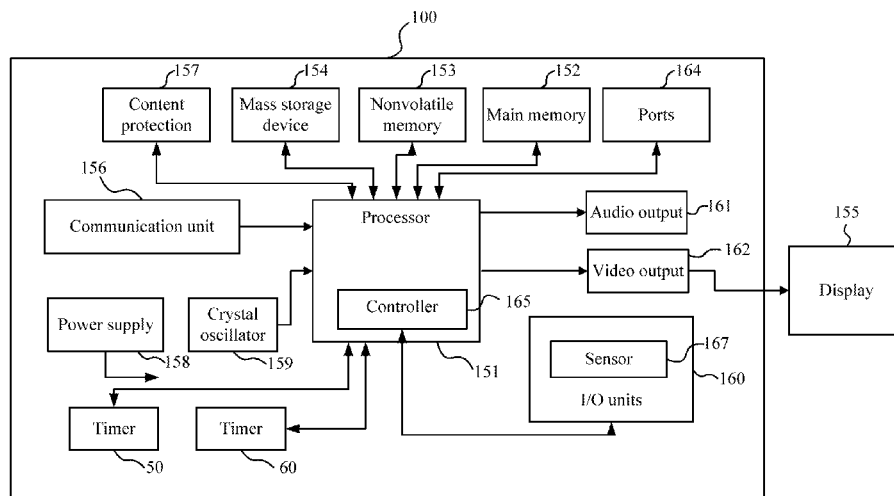 100
157
154
153
152
164
Content
protection
Mass storage
device
Nonvolatile
memory
Main memory
Ports
156
Communication unit
Processor
Audio output
161
155
162
Video output
Display
Controller
165
Power supply
Crystal
oscillator
158
159
151
Sensor
167
160
I/O units
Timer
Timer
50
60